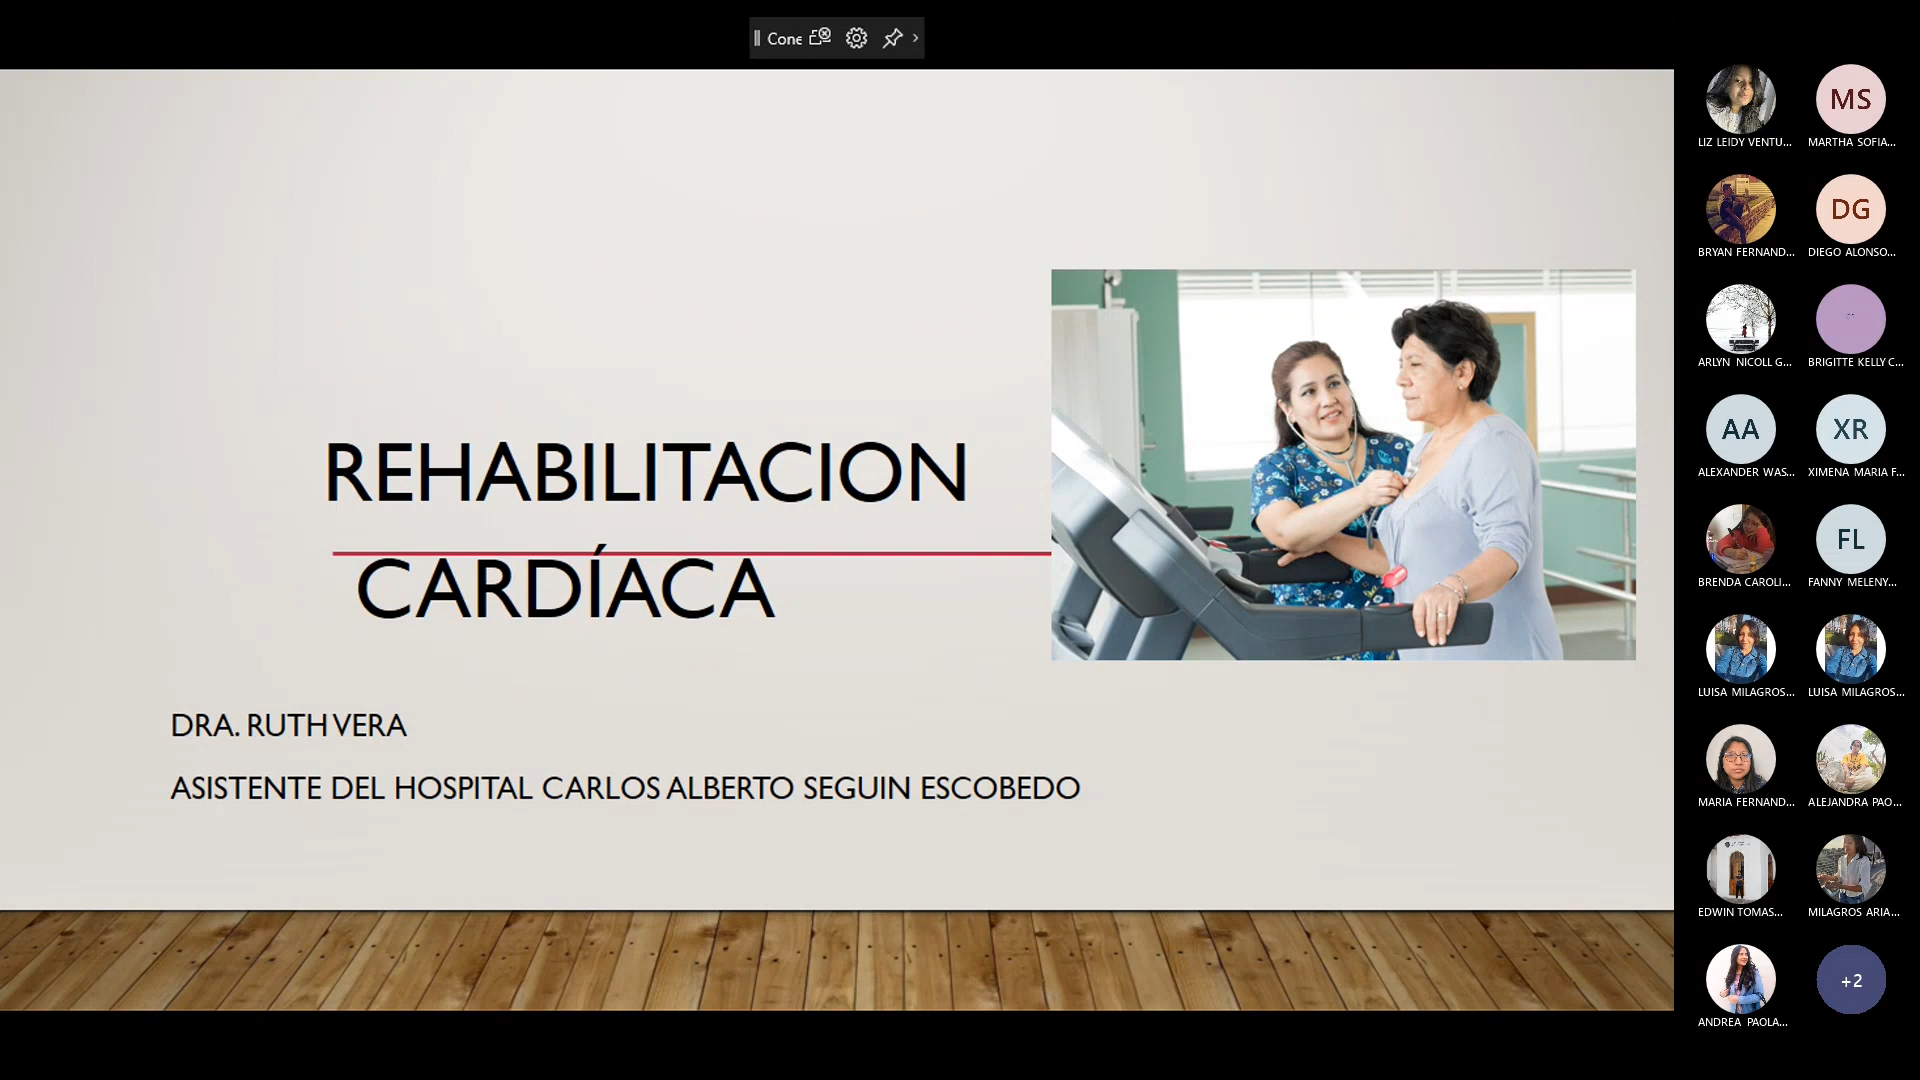 Cone
REHABILITACION
CARDÍACA
DRA. RUTH VERA
ASISTENTE DEL HOSPITAL CARLOS ALBERTO SEGUIN ESCOBEDO
LIZ LEIDY VENTU...
MS
MARTHA SOFIA...
BRYAN FERNAND...
DG
DIEGO ALONSO...
ARLYN NICOLL G...
BRIGITTE KELLY C...
AA
ALEXANDER WAS...
XR
XIMENA MARIA F...
BRENDA CAROLI...
FL
FANNY MELENY...
LUISA MILAGROS...
LUISA MILAGROS...
MARIA FERNAND...
ALEJANDRA PAO...
EDWIN TOMAS...
MILAGROS ARIA...
ANDREA PAOLA...
+2